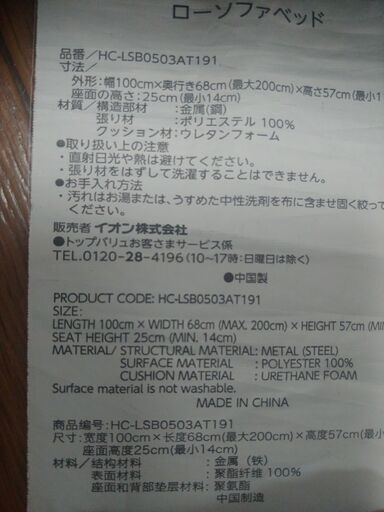 ローソファベッド
品番／HC-LSB0503AT191
寸法／
外形：幅100cm×奥行き68cm(最大200cm)×高さ57cm(最小1
座面の高さ：25cm(最小14cm)
材質／構造部材　：金属(鋼)
張り材　：ポリエステル 100%
クッション材：ウレタンフォーム
●取り扱い上の注意
・直射日光や熱は避けてください。
・張り材をはずして洗濯することはできません。
●お手入れ方法
・汚れはお湯または、うすめた中性洗剤を布に含ませ固く絞って
ください。
販売者 イオン株式会社
●トップバリュお客さまサービス係
TEL.0120-28-4196 (10～17時:日曜日は除く)
●中国製
PRODUCT CODE: HC-LSB0503AT191
SIZE:
LENGTH 100cm × WIDTH 68cm (MAX. 200cm) × HEIGHT 57cm (MIN
SEAT HEIGHT 25cm (MIN. 14cm)
MATERIAL/ STRUCTURAL MATERIAL: METAL (STEEL)
SURFACE MATERIAL : POLYESTER 100%
CUSHION MATERIAL : URETHANE FOAM
Surface material is not washable.
MADE IN CHINA
商品编号: HC-LSB0503AT191
尺寸: 宽度100cm×长度68cm(最大200cm)×高度57cm(最小
座面高度25cm(最小14cm)
材料／结构材料　：金属（铁）
表面材料　：聚酯纤维 100%
座面和背部垫层材料: 聚氨酯
中国制造